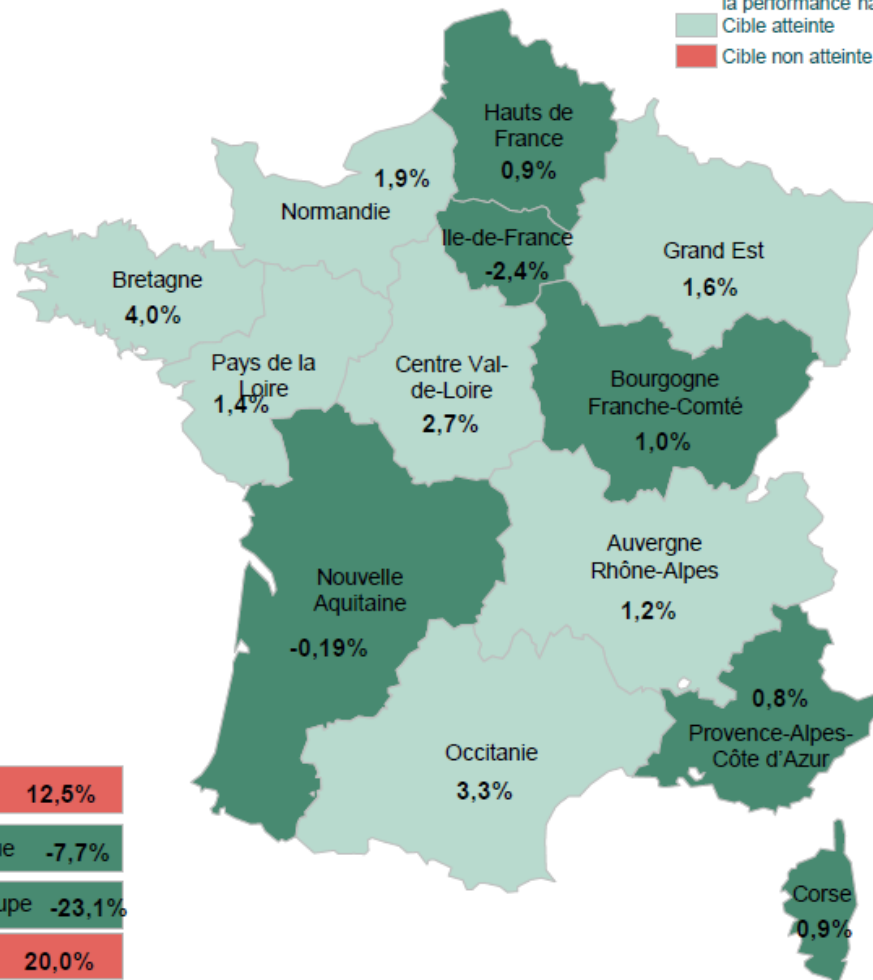 Cible atteinte
Cible non atteinte
Hauts de
France
0,9%
1,9%
Normandie
Ile-de-France
-2,4%
Grand Est
1,6%
Bretagne
4,0%
Pays de la
Loire
1,4%
Centre Val-
de-Loire
2,7%
Bourgogne
Franche-Comté
1,0%
Auvergne
Rhône-Alpes
1,2%
Nouvelle
Aquitaine
-0,19%
0,8%
Provence-Alpes-
Côte d'Azur
Occitanie
3,3%
12,5%
-7,7%
-23,1%
20,0%
Corse
0,9%